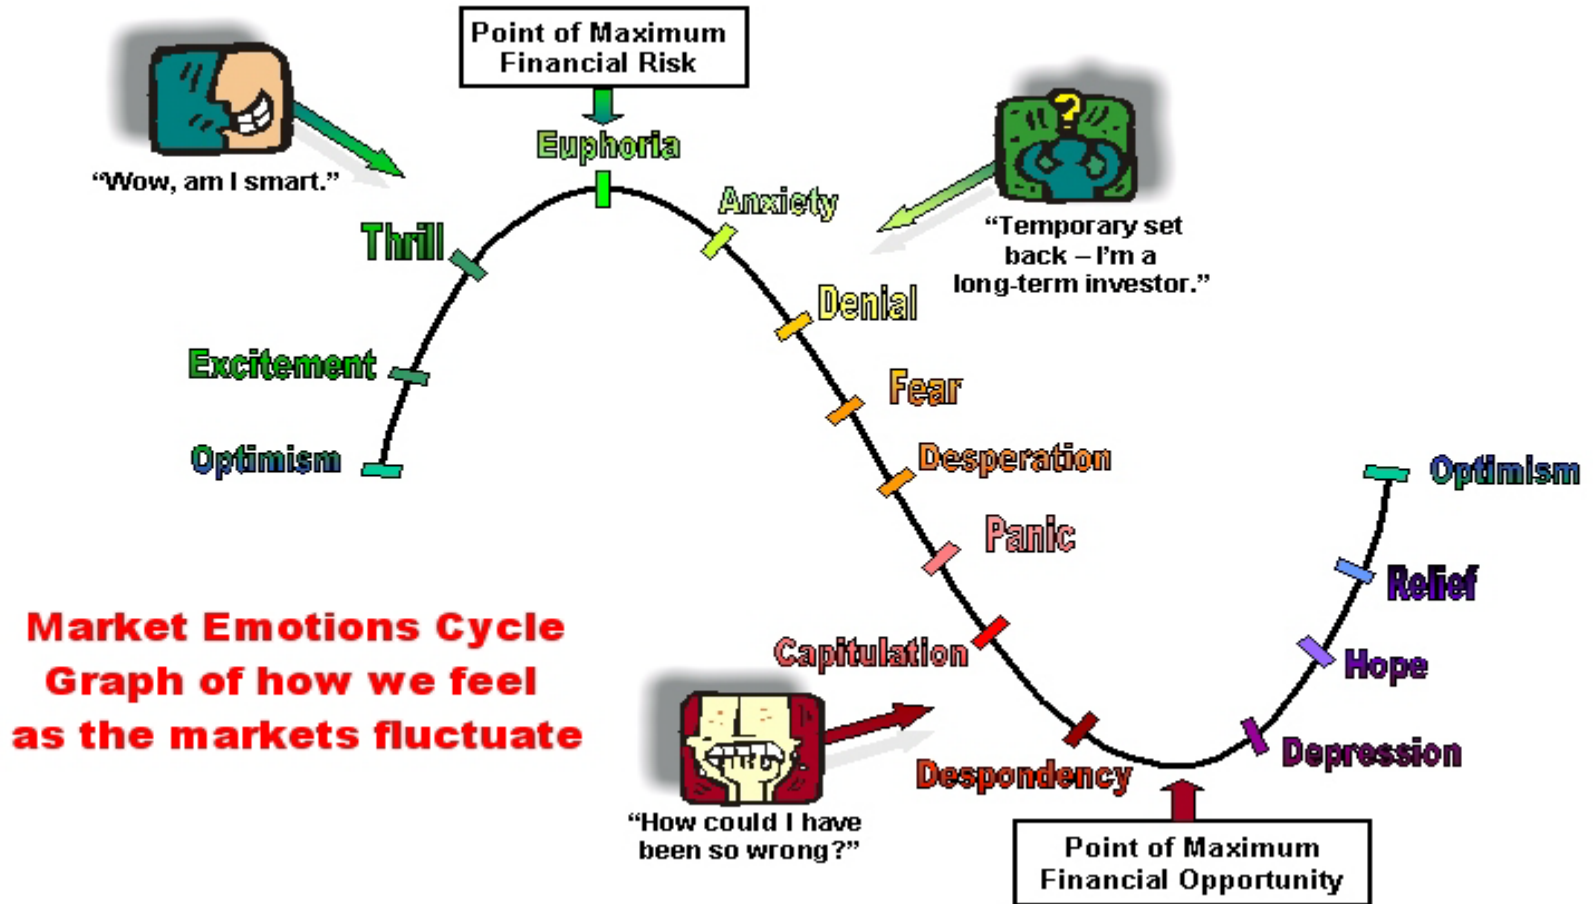 Point of Maximum
Financial Risk
Euphoria
“Wow, am I smart.”
Thrill
Anxiety
“Temporary set
back – I’m a
long-term investor.”
Denial
Excitement
Fear
Optimism
Desperation
Optimism
Panic
Relief
Market Emotions Cycle
Graph of how we feel
as the markets fluctuate
Capitulation
Hope
Depression
Despondency
“How could I have
been so wrong?”
Point of Maximum
Financial Opportunity